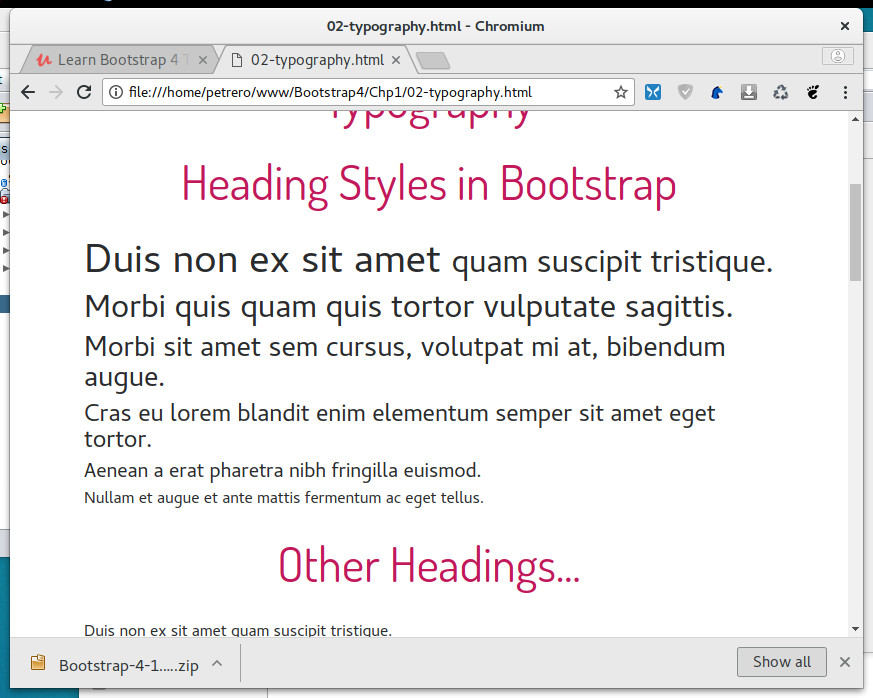 02-typography.html - Chromium
Learn Bootstrap 4 T
02-typography.html
file:///home/petrero/www/Bootstrap4/Chp1/02-typography.html
Typography
Heading Styles in Bootstrap
Duis non ex sit amet quam suscipit tristique.
Morbi quis quam quis tortor vulputate sagittis.
Morbi sit amet sem cursus, volutpat mi at, bibendum
augue.
Cras eu lorem blandit enim elementum semper sit amet eget
tortor.
Aenean a erat pharetra nibh fringilla euismod.
Nullam et augue et ante mattis fermentum ac eget tellus.
Other Headings...
Duis non ex sit amet quam suscipit tristique.
Bootstrap-4-1.....zip
Show all